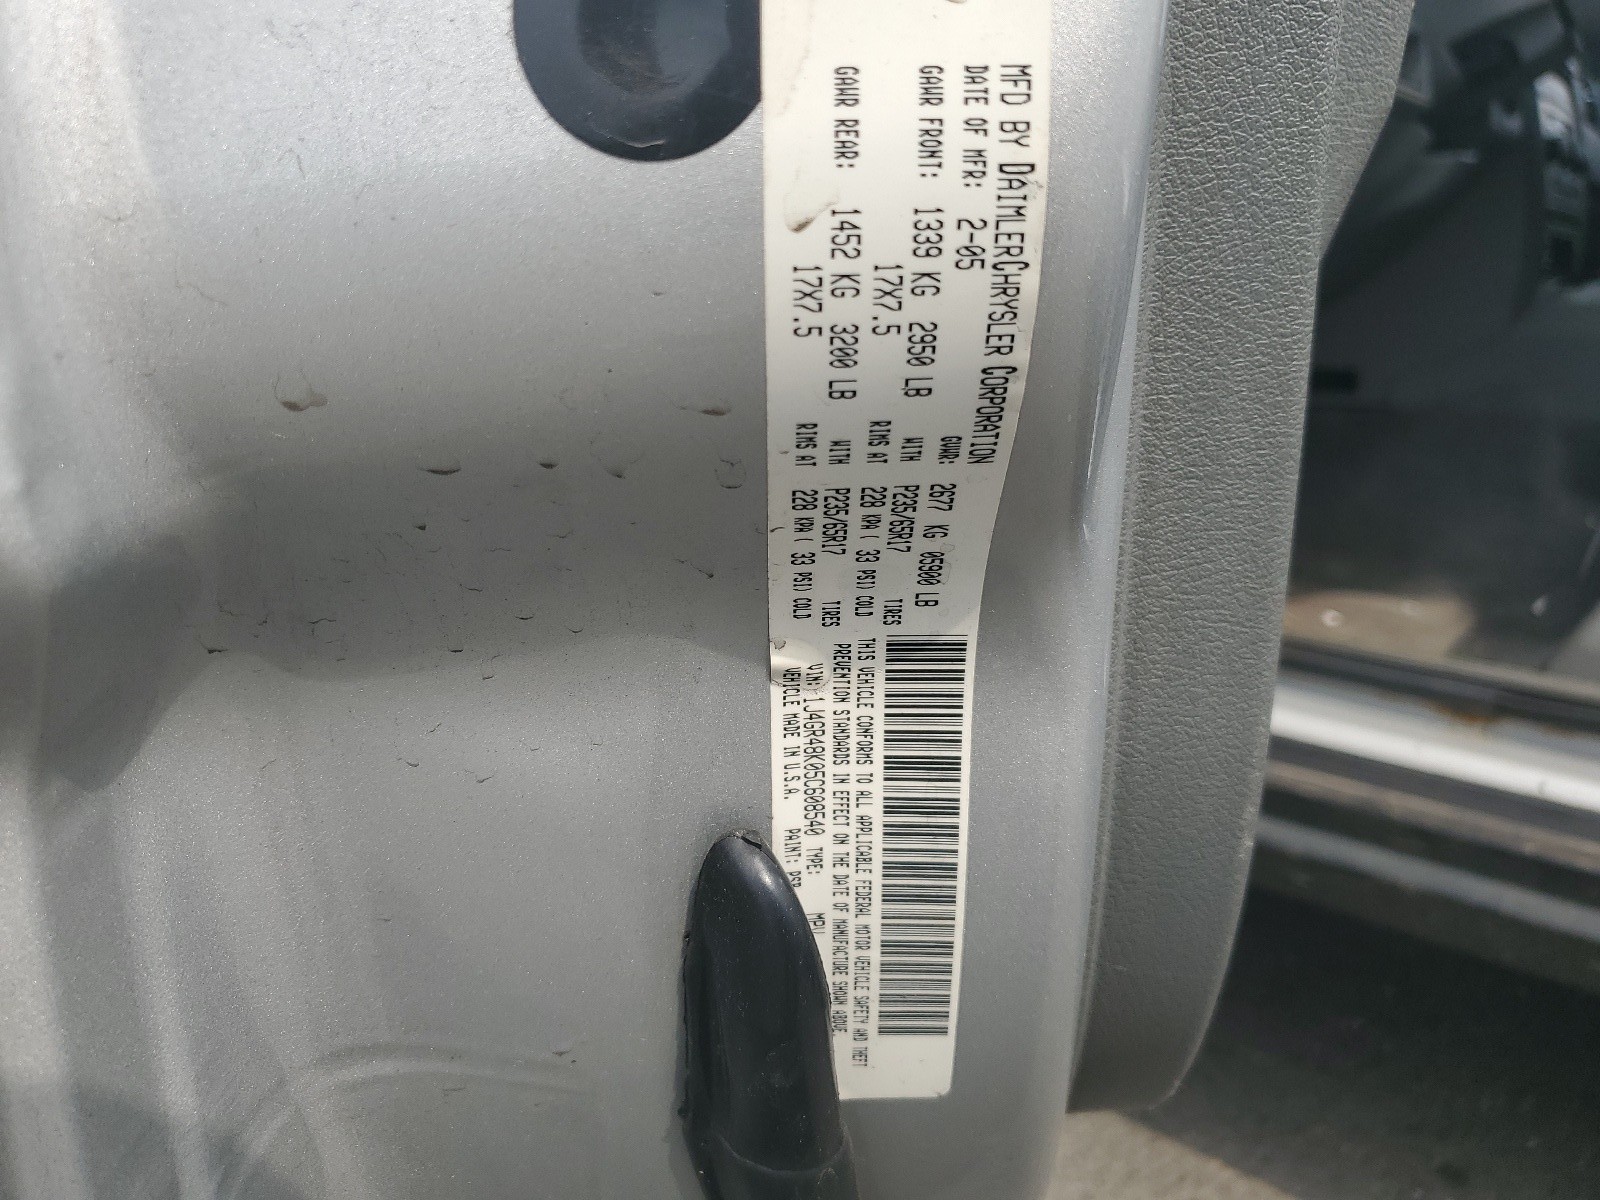 MFD BY DAIMLERCHRYSLER CORPORATION
DATE OF MFR: 2-05 GVWR: 2677 KG 05900 LB
GAWR FRONT: 1339 KG 2950 LB WITH P235/65R17 TIRES
17X7.5 RIMS AT 228 KPA ( 33 PSI) COLD
GAWR REAR: 1452 KG 3200 LB WITH P235/65R17 TIRES
17X7.5 RIMS AT 228 KPA ( 33 PSI) COLD
THIS VEHICLE CONFORMS TO ALL APPLICABLE FEDERAL MOTOR VEHICLE SAFETY AND THEFT
PREVENTION STANDARDS IN EFFECT ON THE DATE OF MANUFACTURE SHOWN ABOVE.
VIN: 1J4GR48K05C608540 TYPE: MPV
VEHICLE MADE IN U.S.A. PAINT: